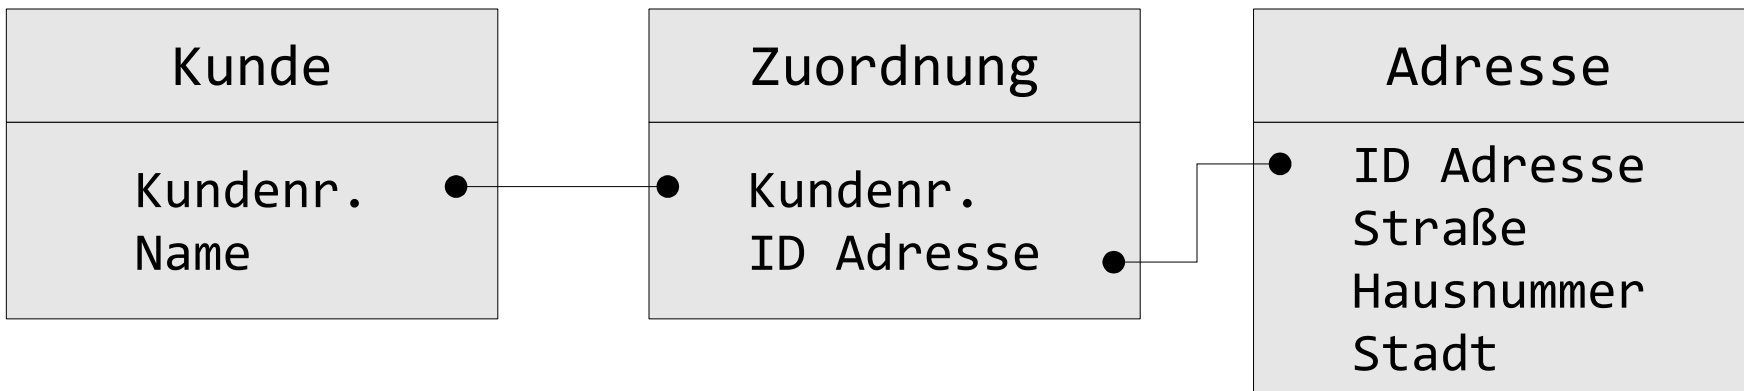 Kunde
Kundenr.
Name
Zuordnung
Kundenr.
ID Adresse
Adresse
ID Adresse
Straße
Hausnummer
Stadt